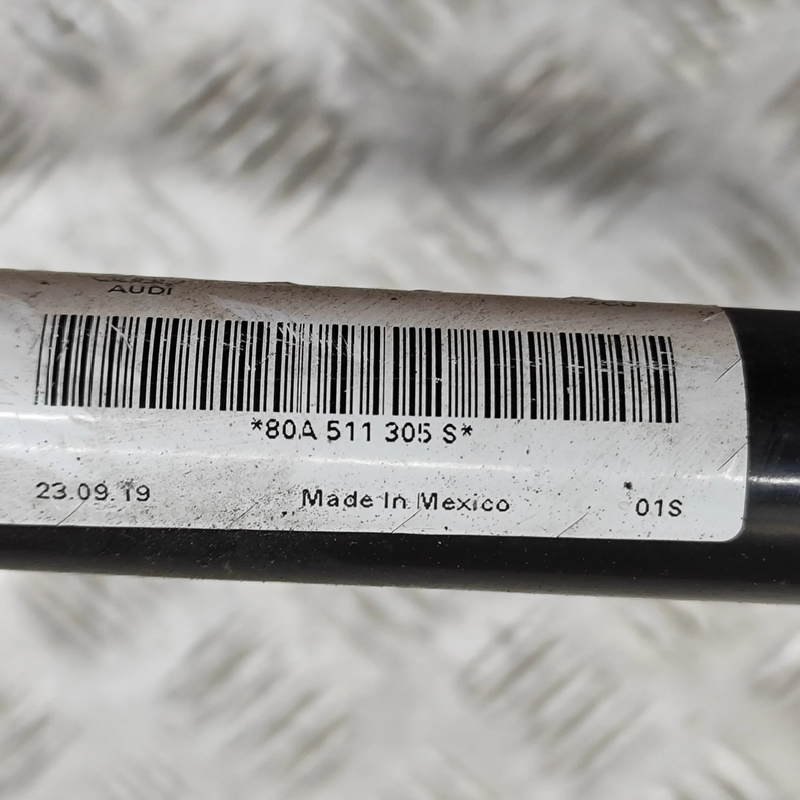 AUDI
*80A 511 305 S*
23.09.19 Made In Mexico 01S